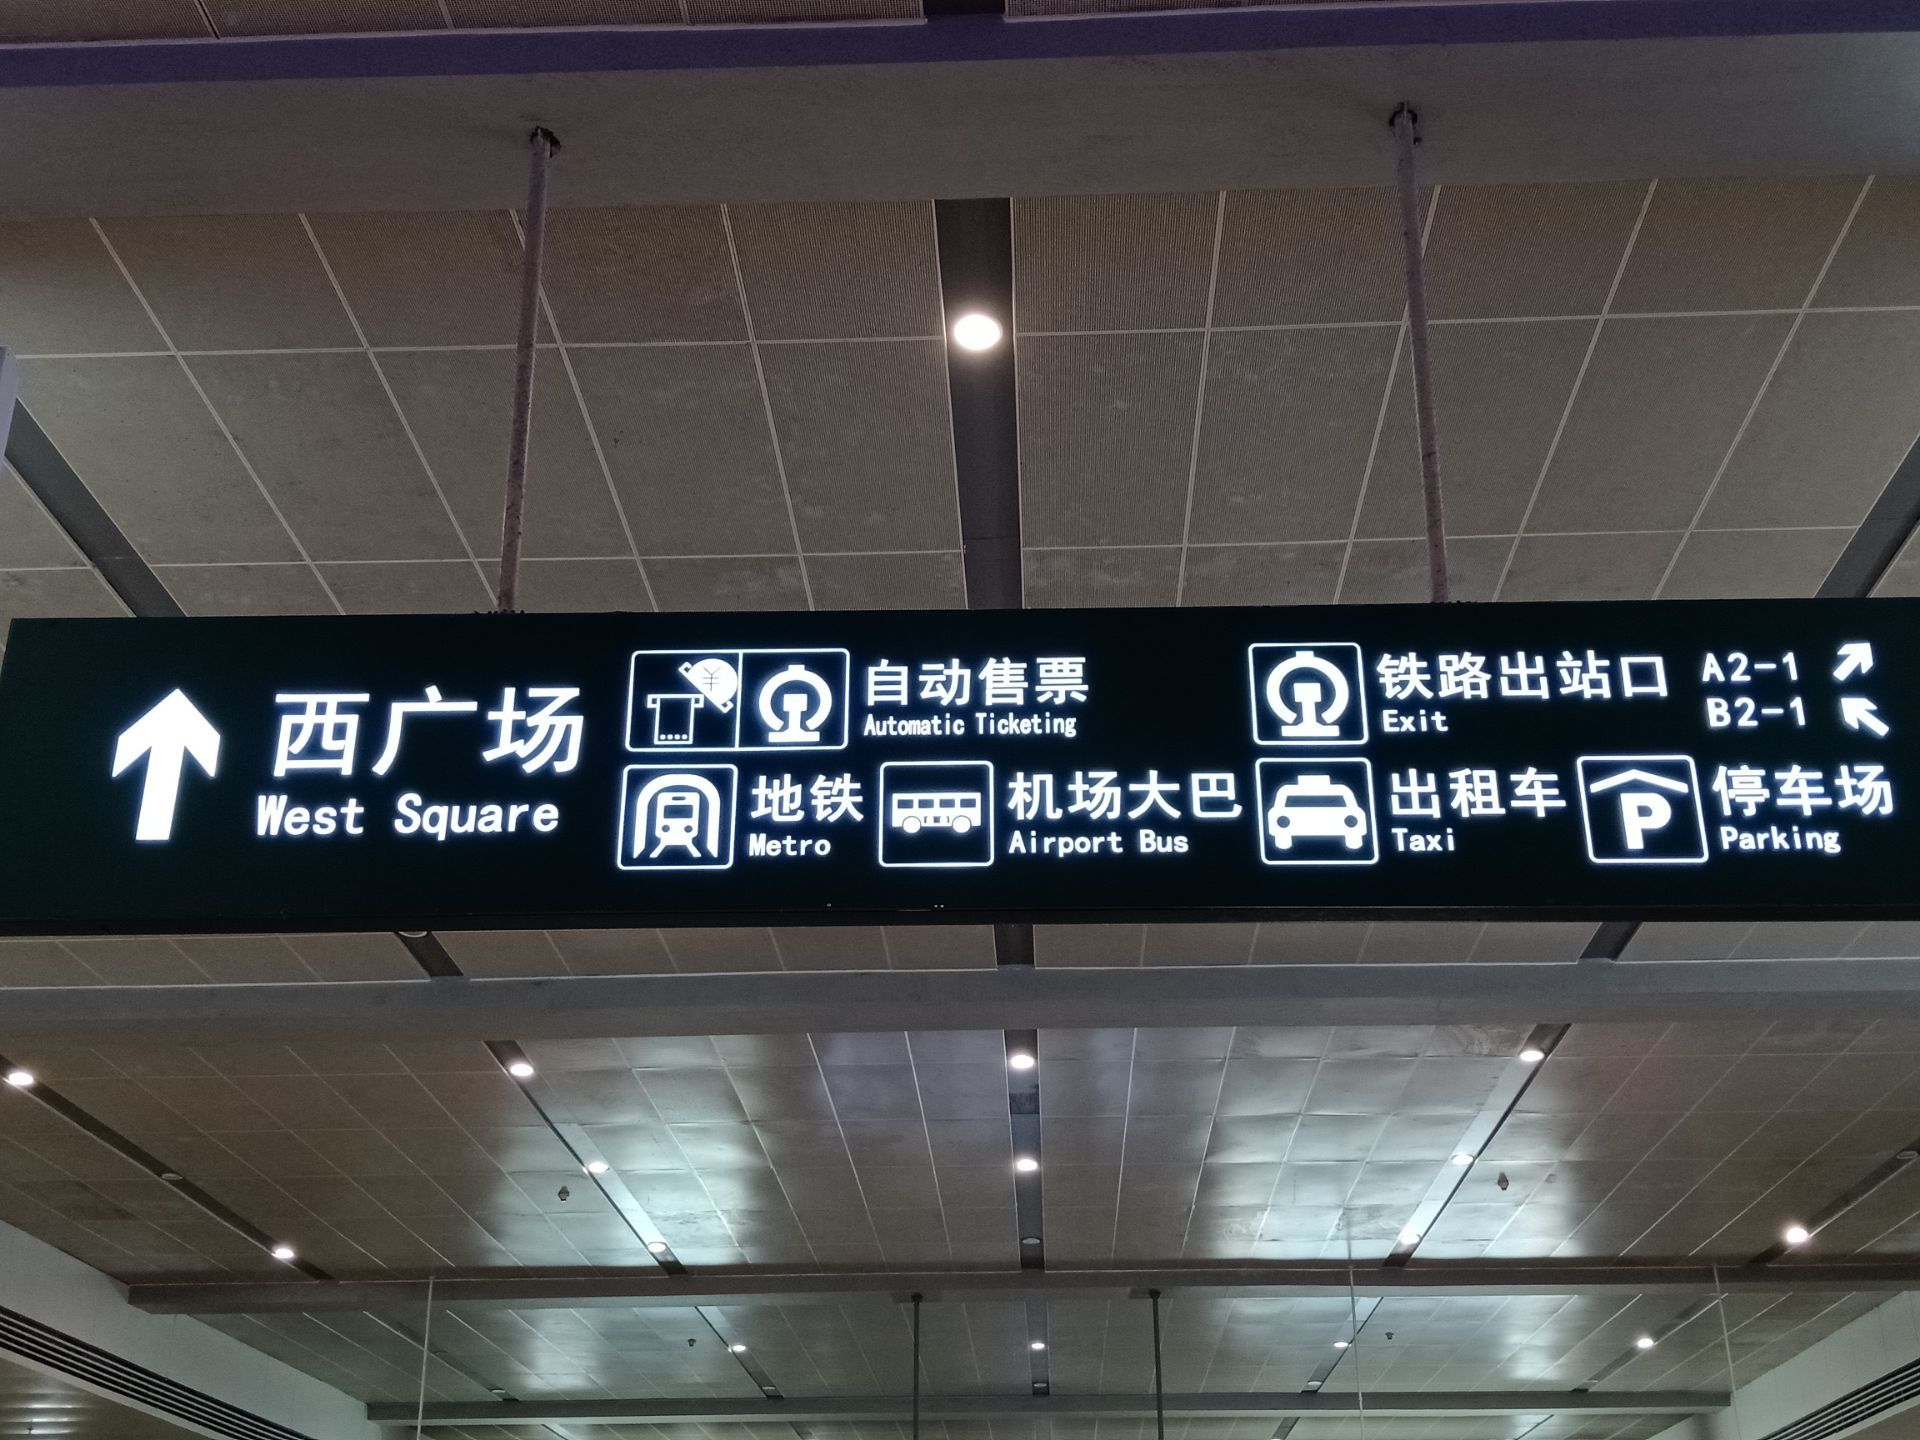 西广场
West Square
自动售票
Automatic Ticketing
铁路出站口 A2-1
Exit B2-1
地铁
Metro
机场大巴
Airport Bus
出租车
Taxi
P
停车场
Parking